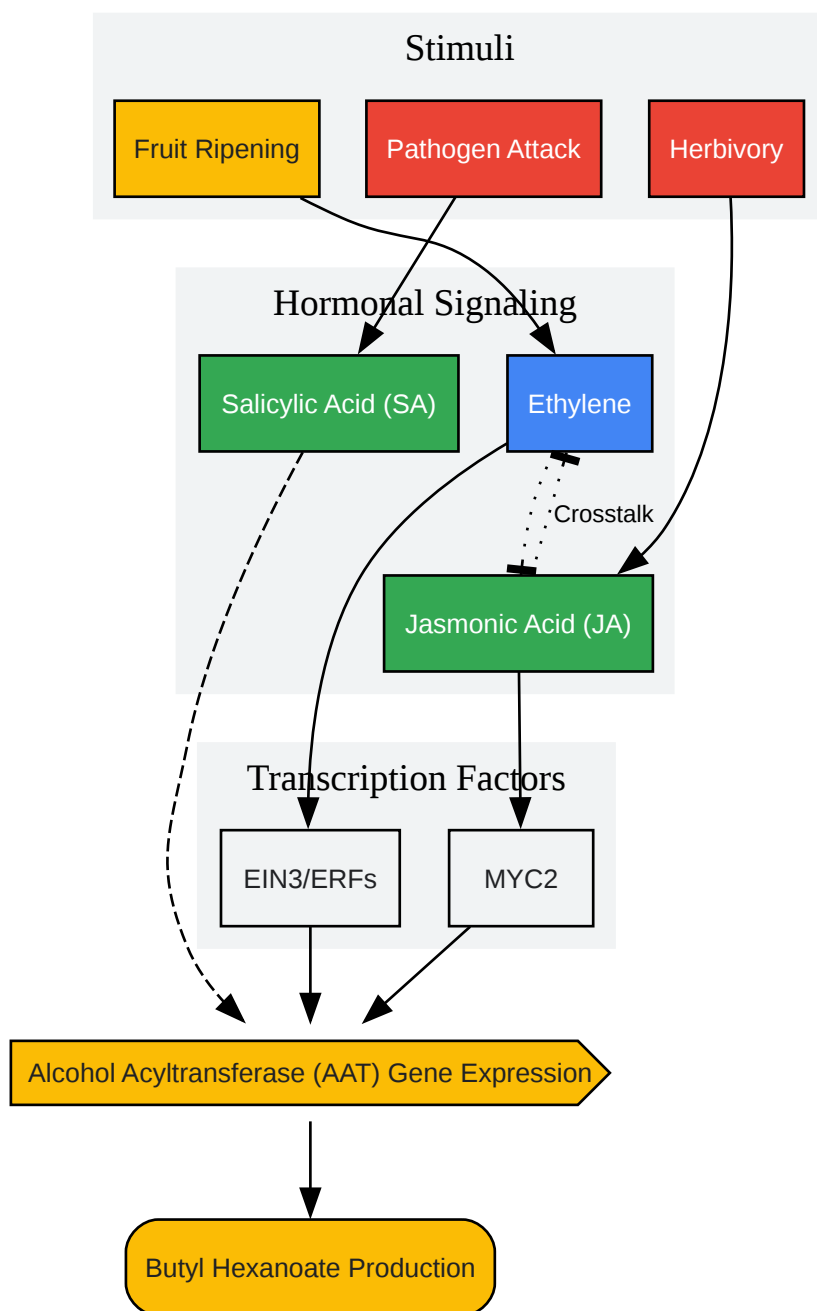 Stimuli
Fruit Ripening
Pathogen Attack
Herbivory
Hormonal Signaling
Salicylic Acid (SA)
Ethylene
Crosstalk
Jasmonic Acid (JA)
Transcription Factors
EIN3/ERFs
MYC2
Alcohol Acyltransferase (AAT) Gene Expression
Butyl Hexanoate Production